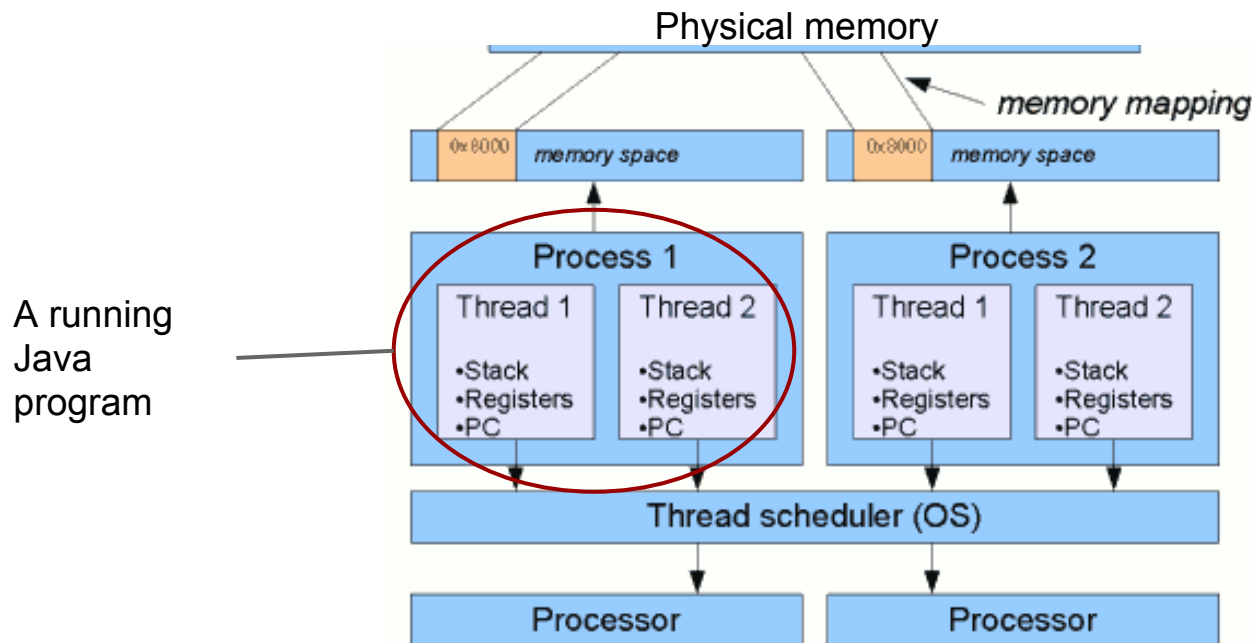 Physical memory
memory mapping
0x8000 memory space
0x8000 memory space
Process 1
Process 2
Thread 1
Thread 2
Thread 1
Thread 2
•Stack
•Registers
•PC
•Stack
•Registers
•PC
•Stack
•Registers
•PC
•Stack
•Registers
•PC
A running
Java
program
Thread scheduler (OS)
Processor
Processor